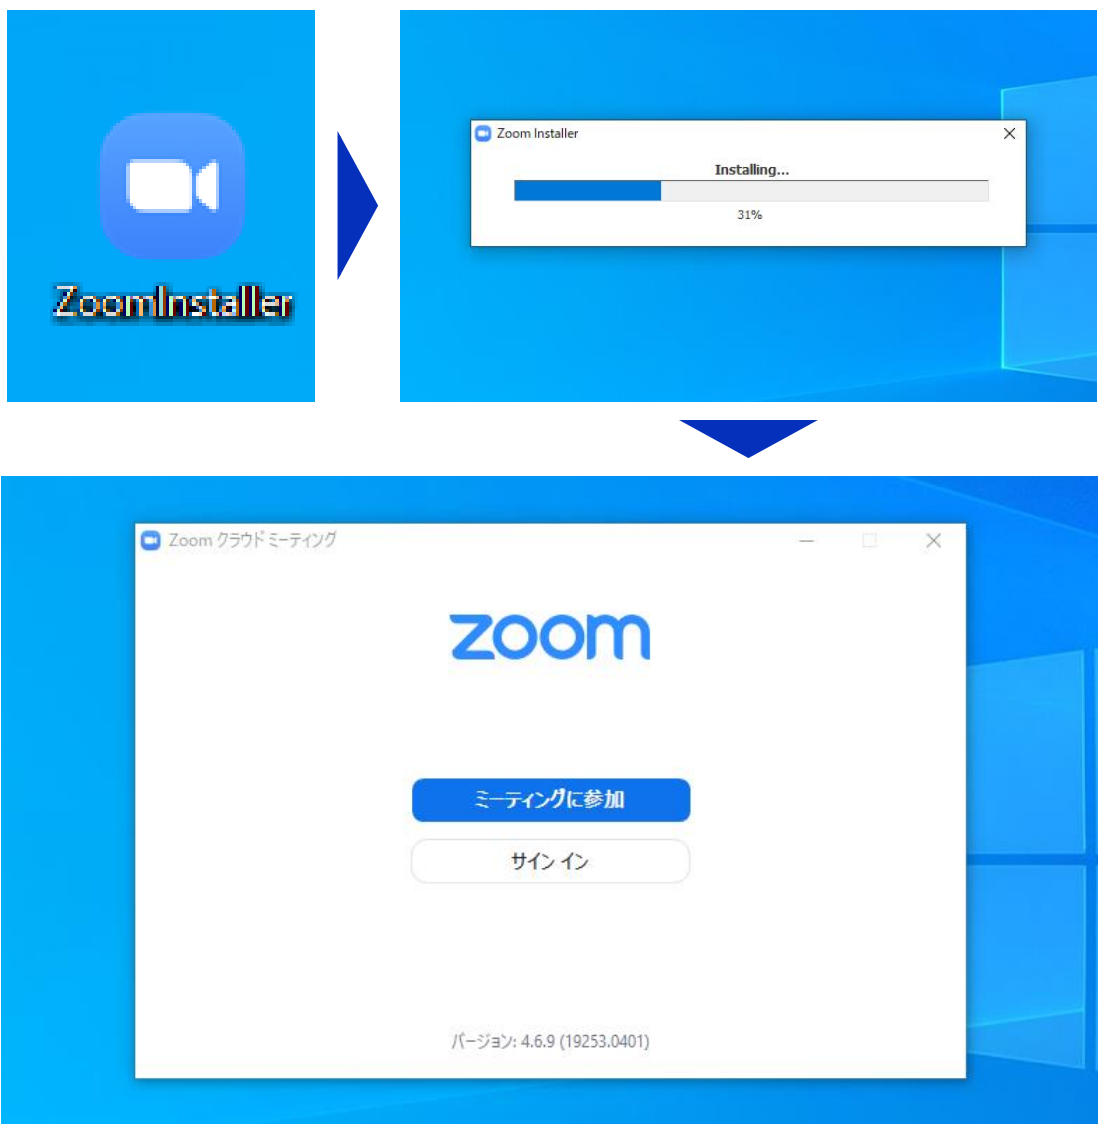 ZoomInstaller
Zoom Installer
Installing...
31%
Zoom クラウド ミーティング
zoom
ミーティングに参加
サイン イン
バージョン: 4.6.9 (19253.0401)